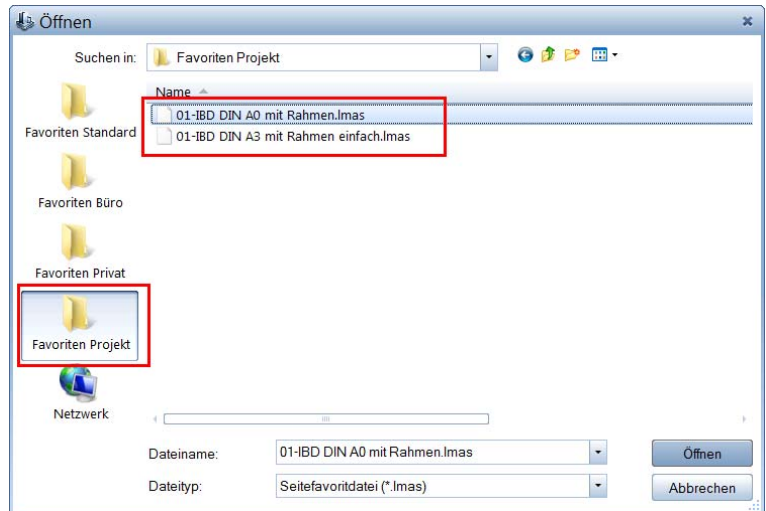 Öffnen
Suchen in: Favoriten Projekt
Name
01-IBD DIN A0 mit Rahmen.lmas
01-IBD DIN A3 mit Rahmen einfach.lmas
Favoriten Standard
Favoriten Büro
Favoriten Privat
Favoriten Projekt
Netzwerk
Dateiname: 01-IBD DIN A0 mit Rahmen.lmas Öffnen
Dateityp: Seitefavoritdatei (*.lmas) Abbrechen